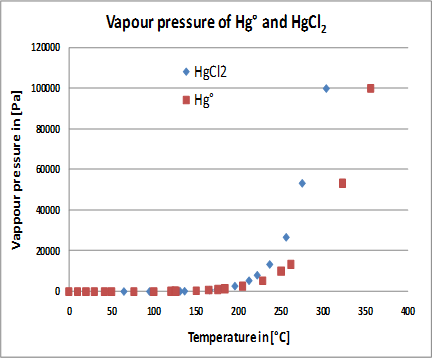 Vapour pressure of Hg° and HgCl₂
Vappour pressure in [Pa]
120000
100000
80000
60000
40000
20000
0
HgCl2
Hg°
0 50 100 150 200 250 300 350 400
Temperature in [°C]